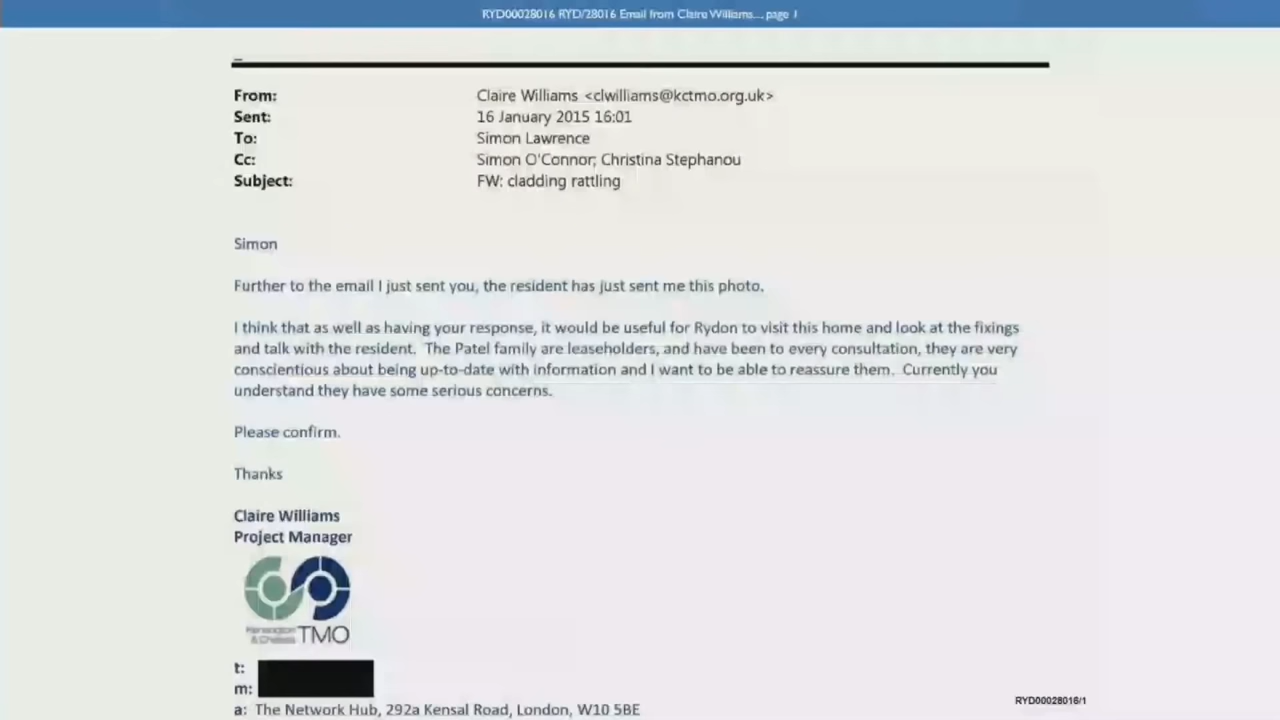 RYD00028016 RYD/28016 Email from Claire Williams... page 1
From: Claire Williams <clwilliams@kctmo.org.uk>
Sent: 16 January 2015 16:01
To: Simon Lawrence
Cc: Simon O'Connor; Christina Stephanou
Subject: FW: cladding rattling
Simon
Further to the email I just sent you, the resident has just sent me this photo.
I think that as well as having your response, it would be useful for Rydon to visit this home and look at the fixings
and talk with the resident. The Patel family are leaseholders, and have been to every consultation, they are very
conscientious about being up-to-date with information and I want to be able to reassure them. Currently you
understand they have some serious concerns.
Please confirm.
Thanks
Claire Williams
Project Manager
Kensington
& Chelsea TMO
t:
m:
a: The Network Hub, 292a Kensal Road, London, W10 5BE
RYD00028016/1